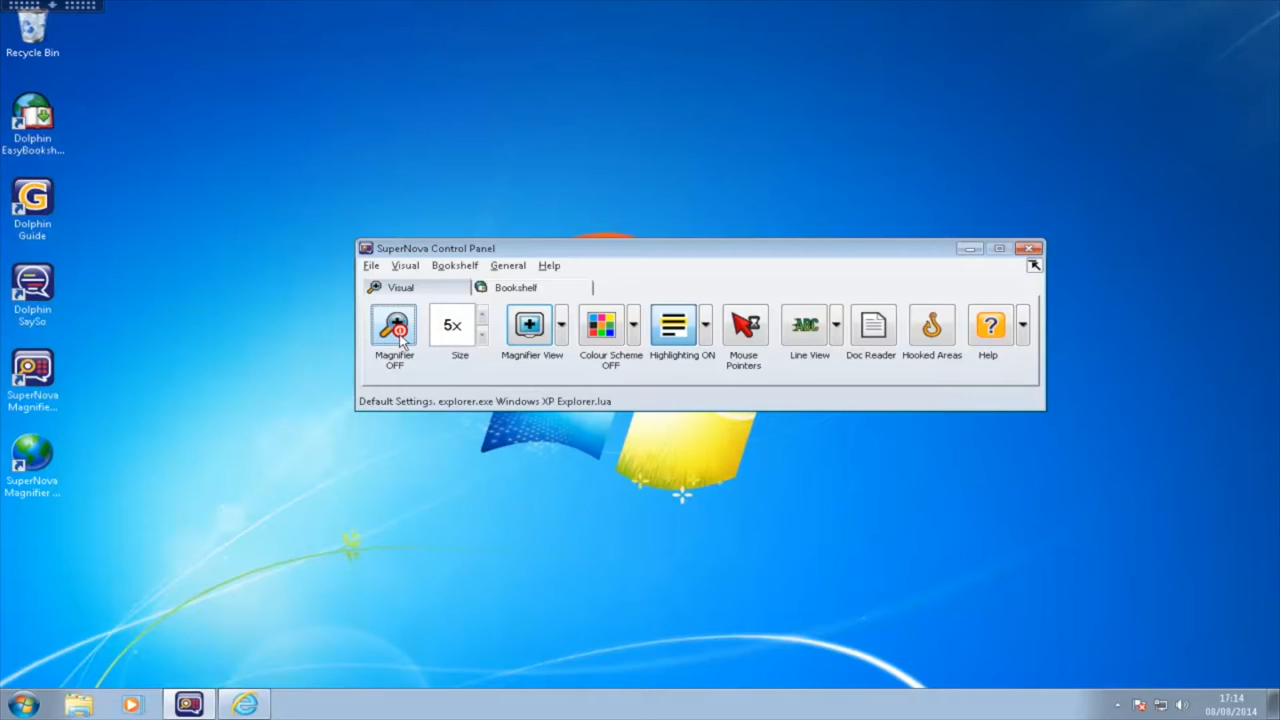 Recycle Bin
Dolphin
EasyBooksh...
Dolphin
Guide
Dolphin
SaySo
SuperNova
Magnifie...
SuperNova
Magnifier ...
SuperNova Control Panel
File Visual Bookshelf General Help
Visual Bookshelf
5x
ABC
Magnifier
OFF
Size
Magnifier View
Colour Scheme
OFF
Highlighting ON
Mouse
Pointers
Line View
Doc Reader
Hooked Areas
Help
Default Settings, explorer.exe Windows XP Explorer.lua
17:14
08/08/2014